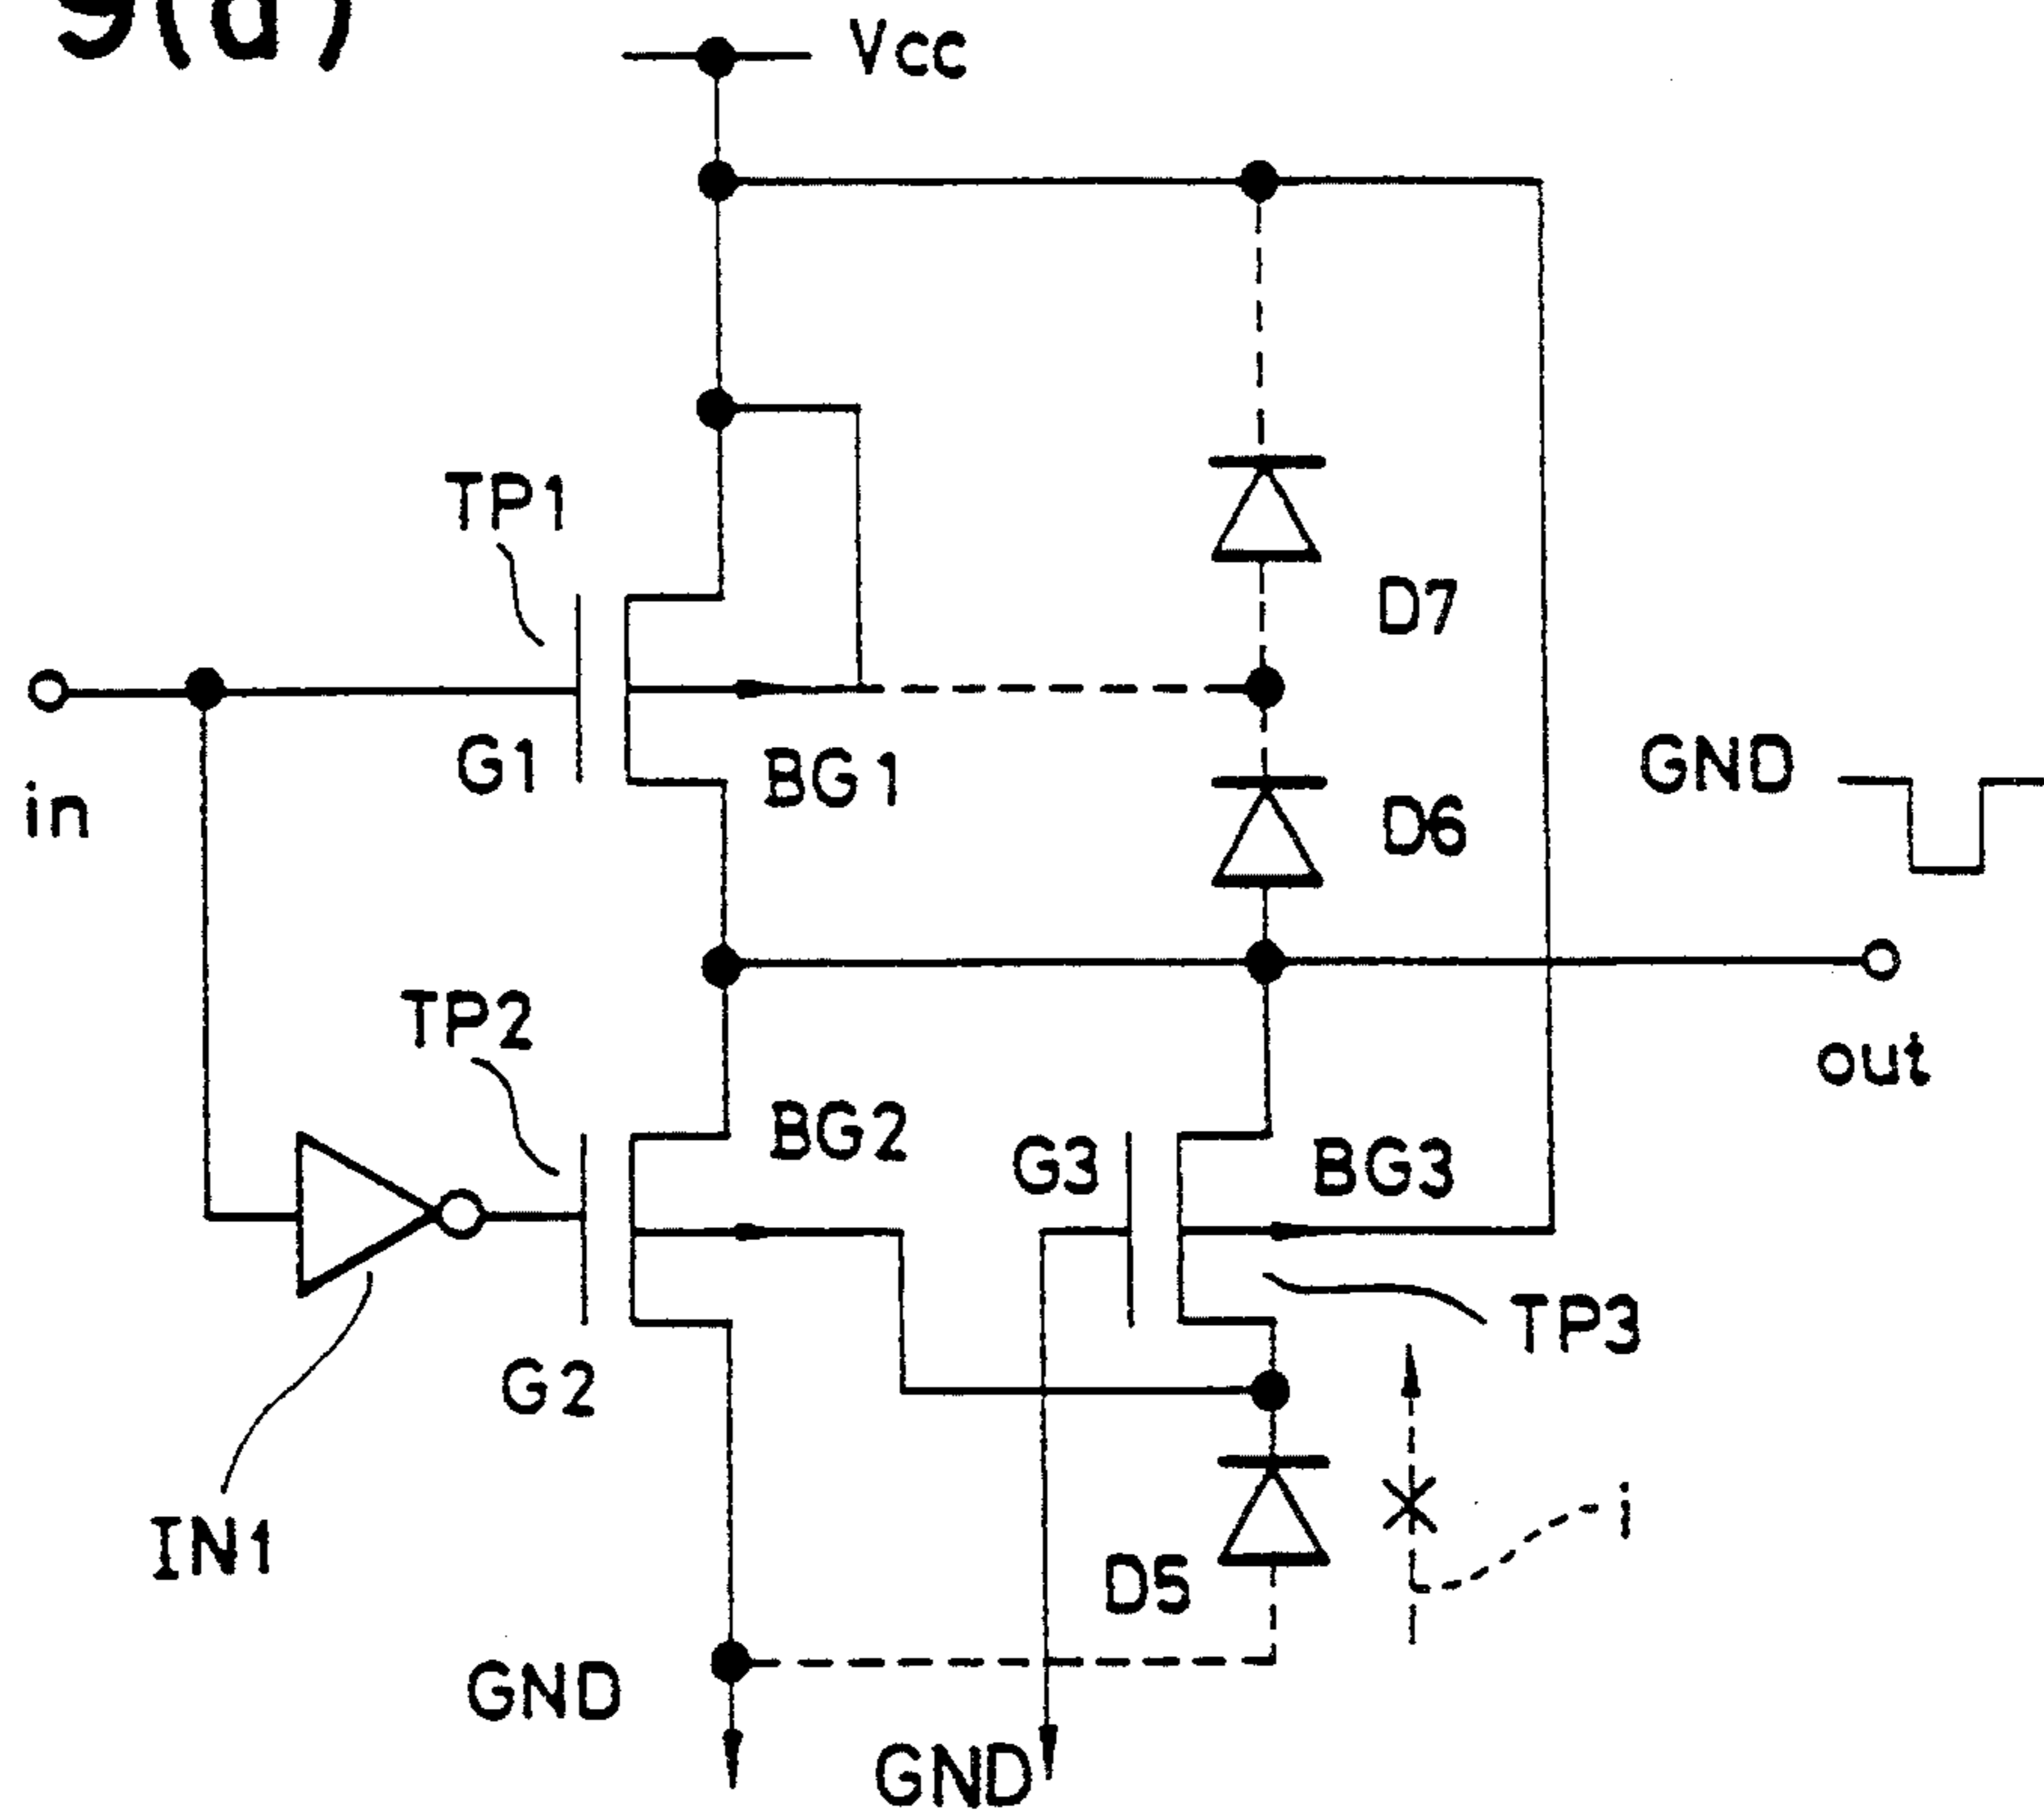 9(a)
Vcc
TP1
D7
G1
BG1
GND
in
D6
TP2
out
BG2
G3
BG3
TP3
G2
i
IN1
D5
GND
GND